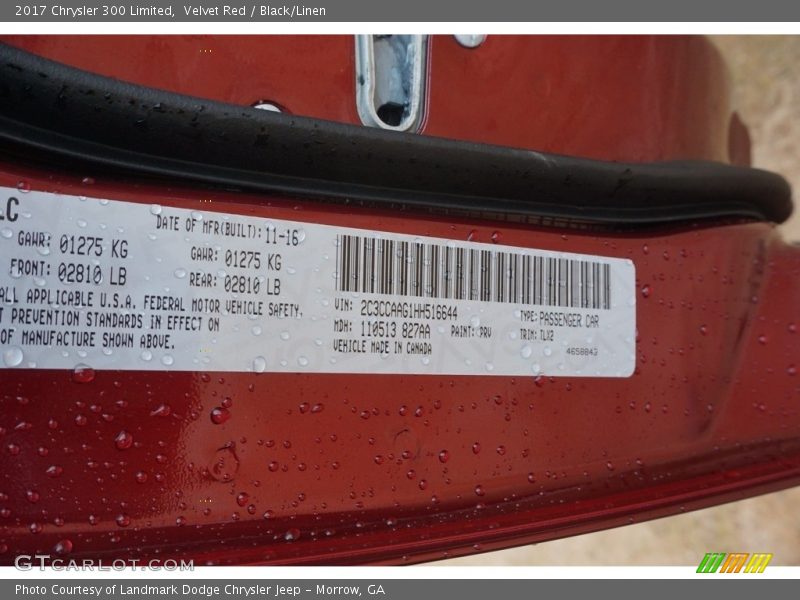 2017 Chrysler 300 Limited,  Velvet Red / Black/Linen
LC
DATE OF MFR(BUILT): 11-16
GAWR: 01275 KG
GAWR: 01275 KG
FRONT: 02810 LB
REAR: 02810 LB
ALL APPLICABLE U.S.A. FEDERAL MOTOR VEHICLE SAFETY,
T PREVENTION STANDARDS IN EFFECT ON
OF MANUFACTURE SHOWN ABOVE.
VIN: 2C3CCAAG1HH516644
TYPE: PASSENGER CAR
MDH: 110513 827AA
PAINT: PRV
TRIM: TLX2
VEHICLE MADE IN CANADA
4658843
GTCARLOT.COM
Photo Courtesy of Landmark Dodge Chrysler Jeep – Morrow, GA